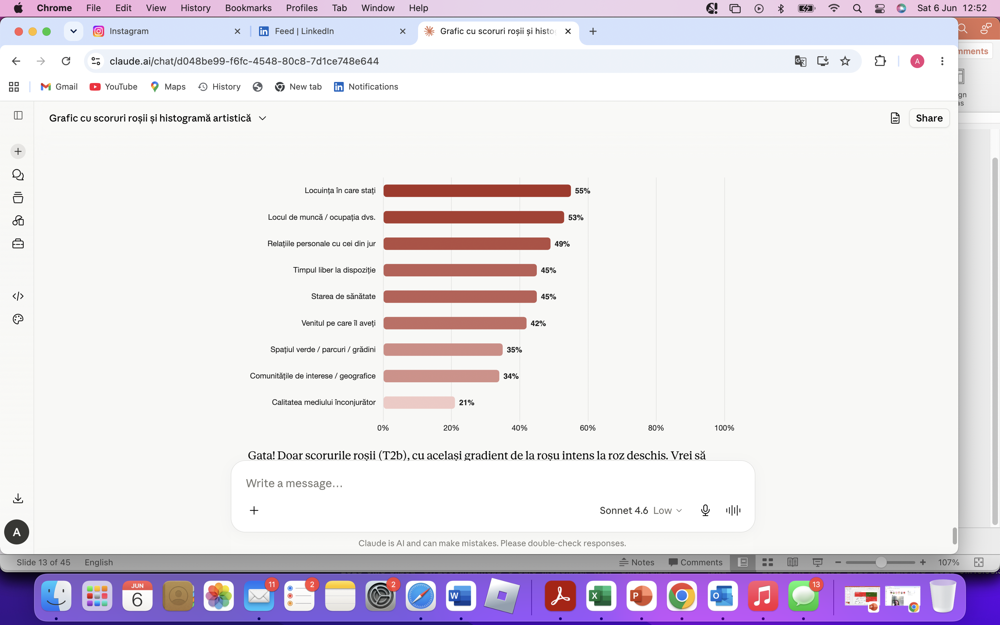 Chrome File Edit View History Bookmarks Profiles Tab Window Help Sat 6 Jun 12:52
Instagram
Feed | LinkedIn
Grafic cu scoruri roșii și histo
claude.ai/chat/d048be99-f6fc-4548-80c8-7d1ce748e644
A
mments
Gmail YouTube Maps History New tab Notifications
gn
as
Grafic cu scoruri roșii și histogramă artistică
Share
Locuința în care stați 55%
Locul de muncă / ocupația dvs. 53%
Relațiile personale cu cei din jur 49%
Timpul liber la dispoziție 45%
Starea de sănătate 45%
Venitul pe care îl aveți 42%
Spațiul verde / parcuri / grădini 35%
Comunitățile de interese / geografice 34%
Calitatea mediului înconjurător 21%
0% 20% 40% 60% 80% 100%
Gata! Doar scorurile roșii (T2b), cu același gradient de la roșu intens la roz deschis. Vrei să
Write a message...
Sonnet 4.6 Low
A
Claude is AI and can make mistakes. Please double-check responses.
Slide 13 of 45 English Notes Comments 107%
JUN
6
11
2
2
13